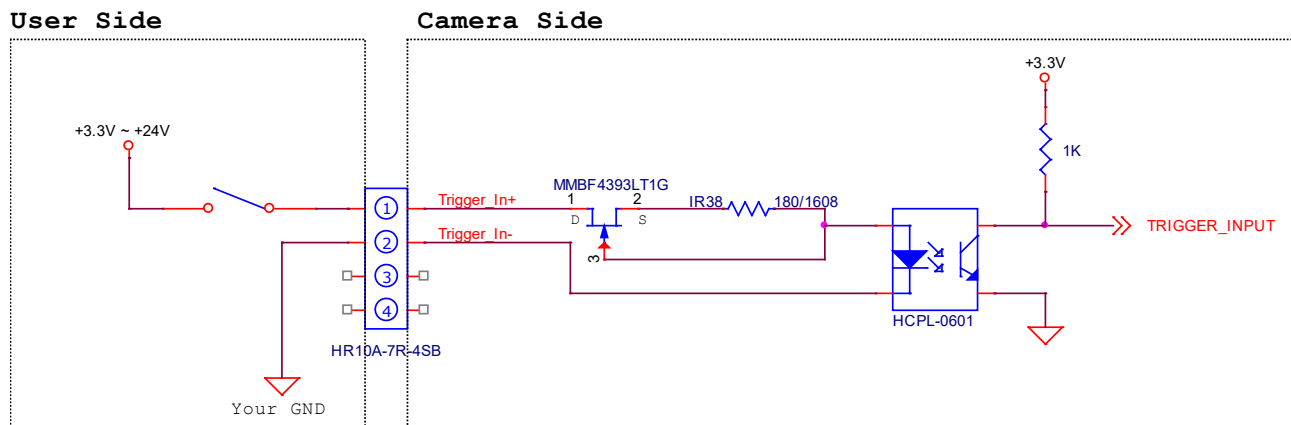 User Side
Camera Side
+3.3V
+3.3V ~ +24V
1K
MMBF4393LT1G
1
Trigger_In+
1
2
IR38
180/1608
D
S
TRIGGER_INPUT
2
Trigger_In-
3
3
4
HCPL-0601
HR10A-7R-4SB
Your GND